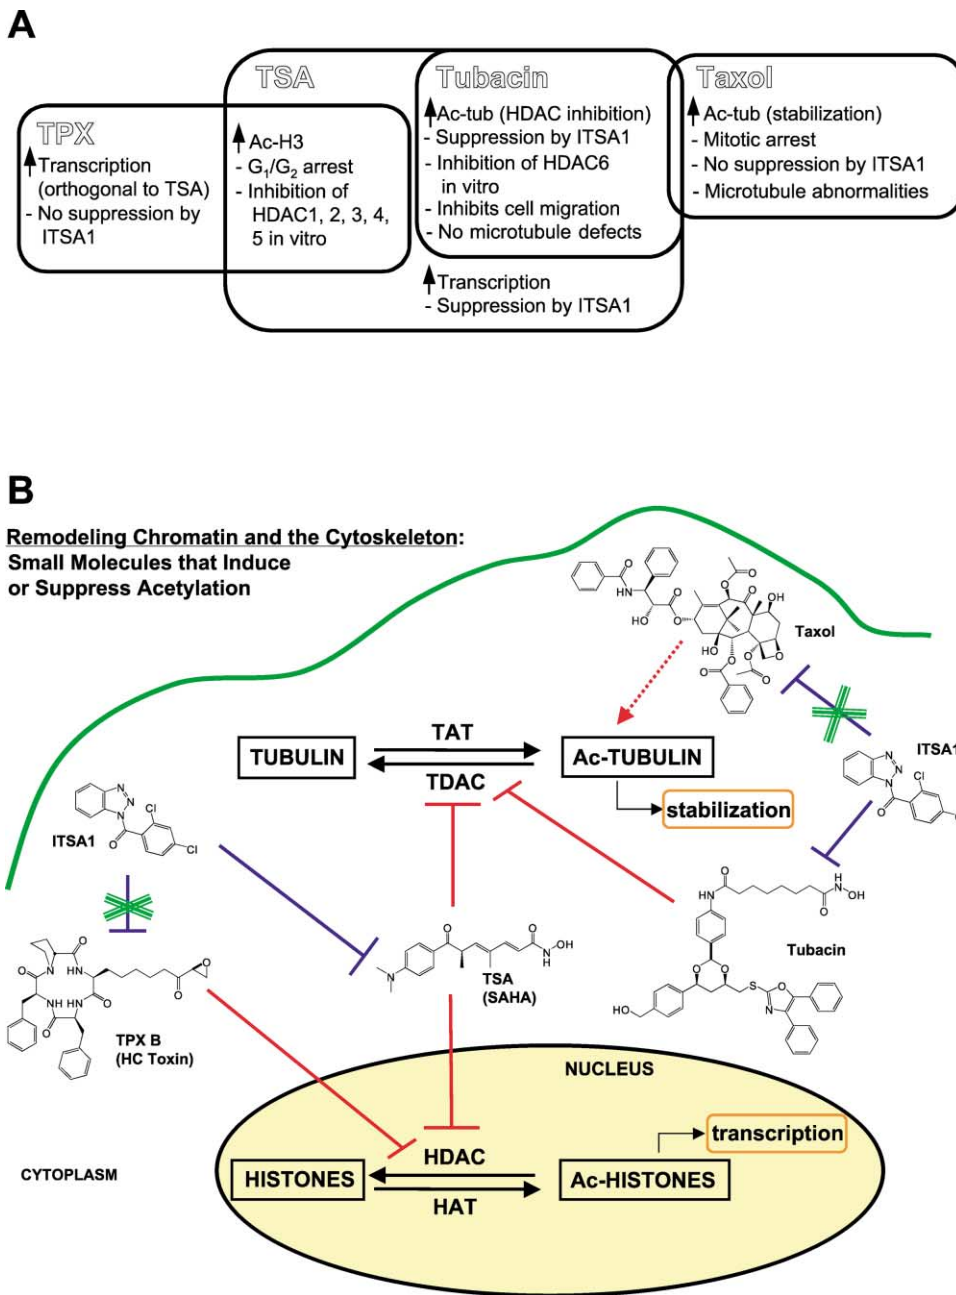 A
TPX
↑Transcription
(orthogonal to TSA)
- No suppression by
ITSA1
TSA
↑Ac-H3
- G1/G2 arrest
- Inhibition of
HDAC1, 2, 3, 4,
5 in vitro
Tubacin
↑Ac-tub (HDAC inhibition)
- Suppression by ITSA1
- Inhibition of HDAC6
in vitro
- Inhibits cell migration
- No microtubule defects
↑Transcription
- Suppression by ITSA1
Taxol
↑Ac-tub (stabilization)
- Mitotic arrest
- No suppression by ITSA1
- Microtubule abnormalities
B
Remodeling Chromatin and the Cytoskeleton:
Small Molecules that Induce
or Suppress Acetylation
Taxol
TAT
TUBULIN
Ac-TUBULIN
TDAC
stabilization
ITSA1
ITSA1
TSA
(SAHA)
Tubacin
TPX B
(HC Toxin)
NUCLEUS
transcription
CYTOPLASM
HDAC
HISTONES
Ac-HISTONES
HAT